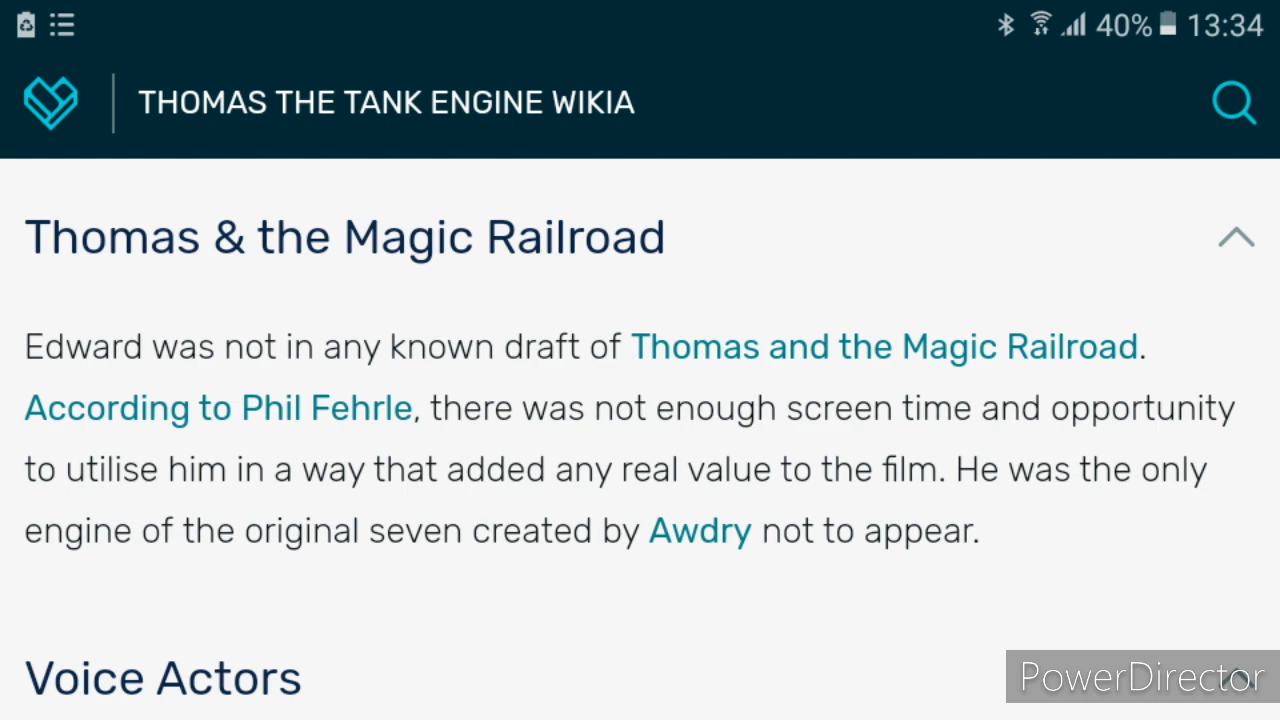 40% 13:34
THOMAS THE TANK ENGINE WIKIA
Thomas & the Magic Railroad
Edward was not in any known draft of Thomas and the Magic Railroad.
According to Phil Fehrle, there was not enough screen time and opportunity
to utilise him in a way that added any real value to the film. He was the only
engine of the original seven created by Awdry not to appear.
Voice Actors
PowerDirector